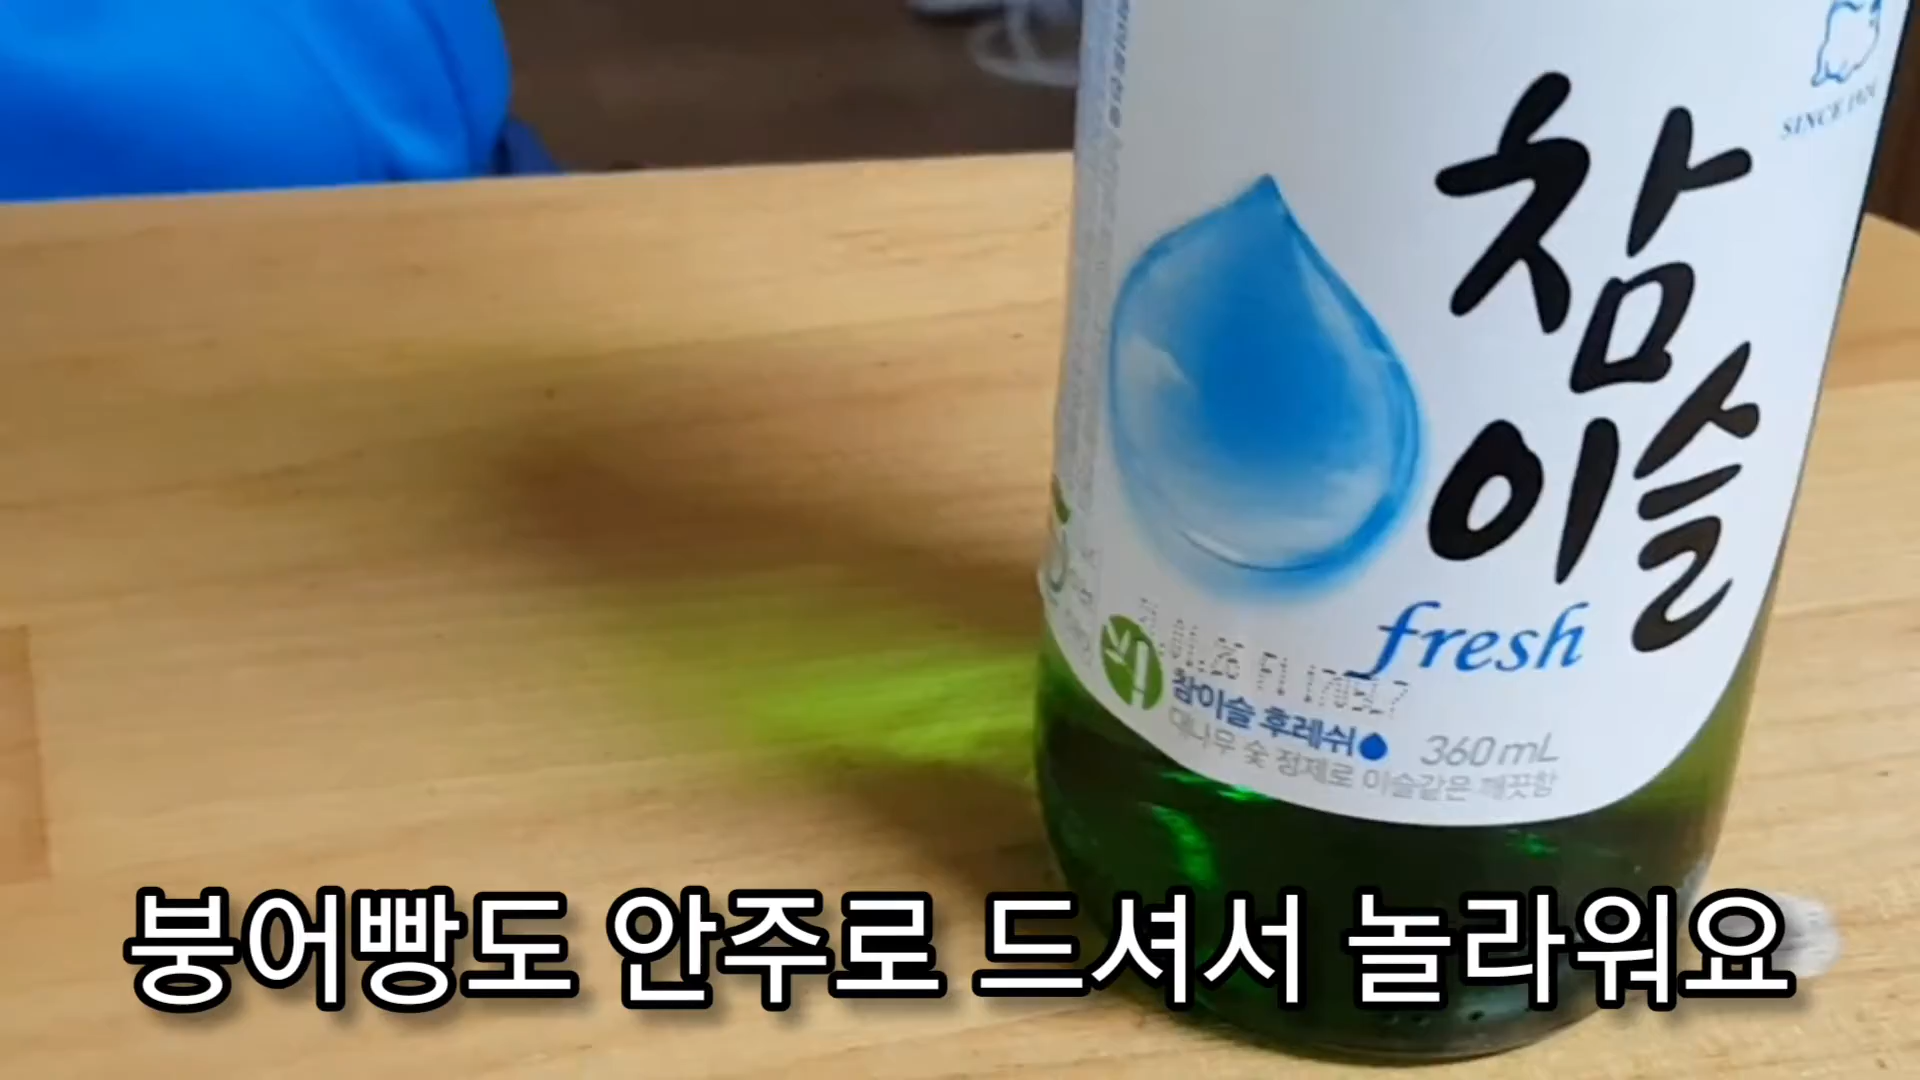 SINCE 1924
참
이슬
fresh
참이슬 후레쉬
360mL
대나무 숯 정제로 이슬같은 깨끗함
붕어빵도 안주로 드셔서 놀라워요